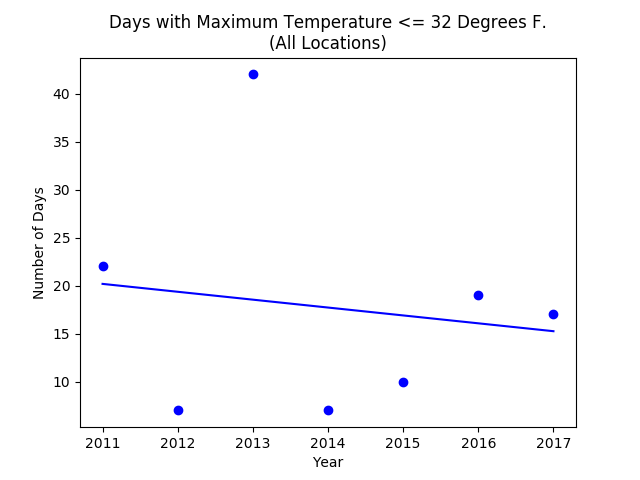 Days with Maximum Temperature <= 32 Degrees F.
(All Locations)
Number of Days
40
35
30
25
20
15
10
2011 2012 2013 2014 2015 2016 2017
Year